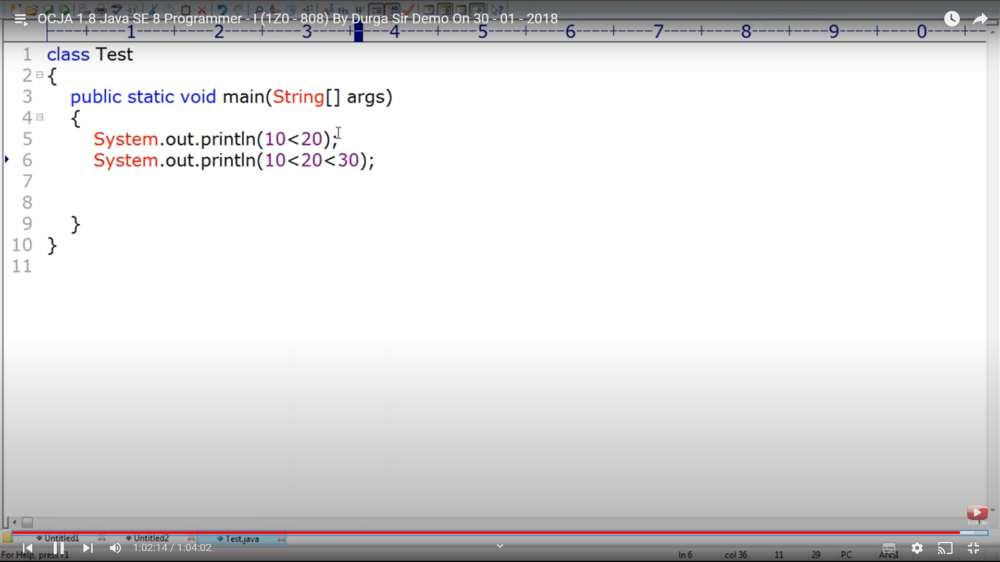 OCJA 1.8 Java SE 8 Programmer - I (1Z0 - 808) By Durga Sir Demo On 30 - 01 - 2018
|----+----1----+----2----+----3----+----4----+----5----+----6----+----7----+----8----+----9----+----0----+--
1 class Test
2 {
3 public static void main(String[] args)
4 {
5 System.out.println(10<20);
6 System.out.println(10<20<30);
7
8
9 }
10 }
11
Subscribe
Untitled1 Untitled2 Test.java
1:02:14 / 1:04:02
For Help, press F1 ln 6 col 36 11 29 PC ANSI